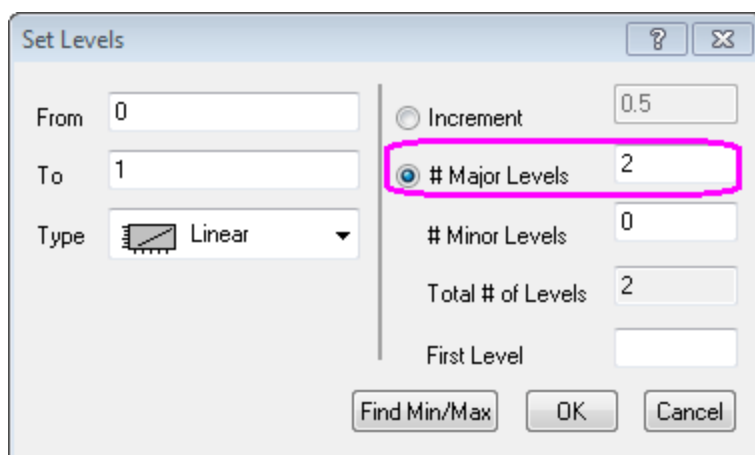 Set Levels
From 0
To 1
Type Linear
Increment 0.5
# Major Levels 2
# Minor Levels 0
Total # of Levels 2
First Level
Find Min/Max OK Cancel